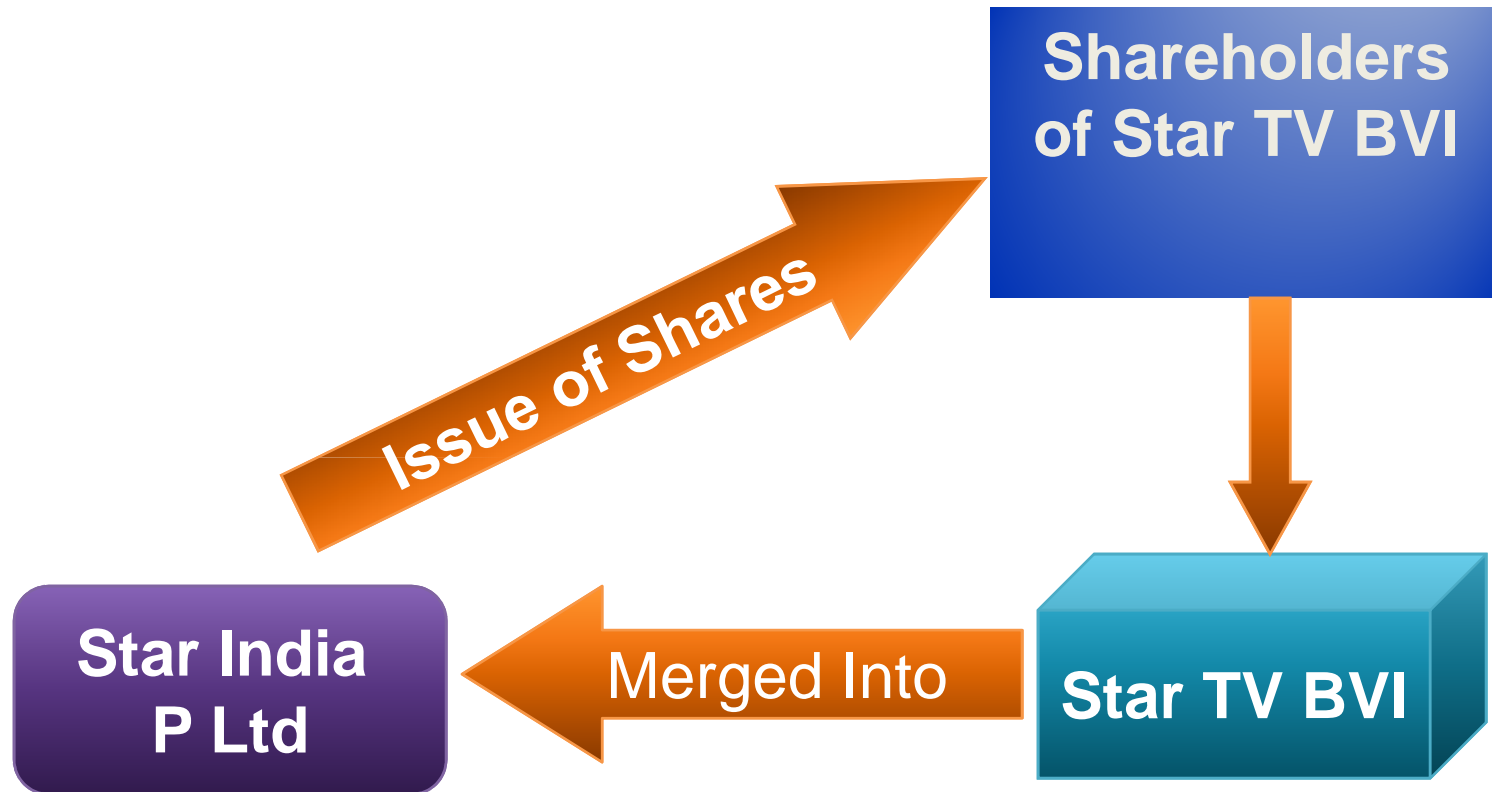 Shareholders
of Star TV BVI
Issue of Shares
Star India
P Ltd
Merged Into
Star TV BVI